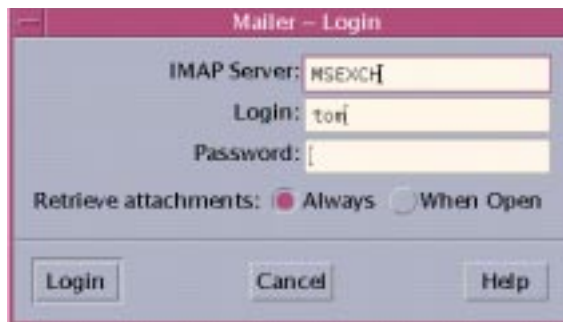 Mailer – Login
IMAP Server: MSEXCH
Login: tom
Password:
Retrieve attachments: Always When Open
Login Cancel Help